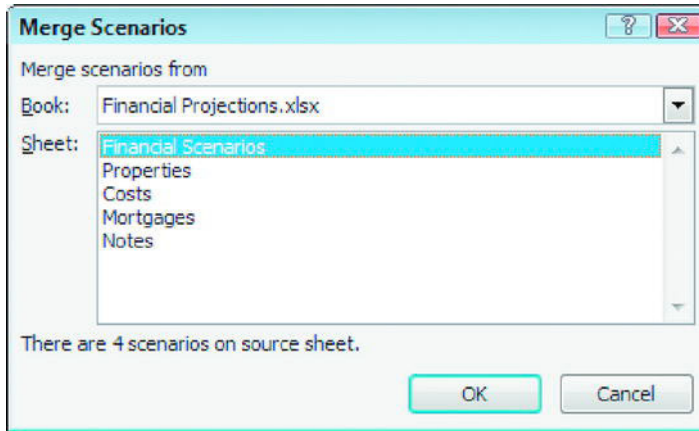 Merge Scenarios
Merge scenarios from
Book: Financial Projections.xlsx
Sheet: Financial Scenarios
Properties
Costs
Mortgages
Notes
There are 4 scenarios on source sheet.
OK Cancel